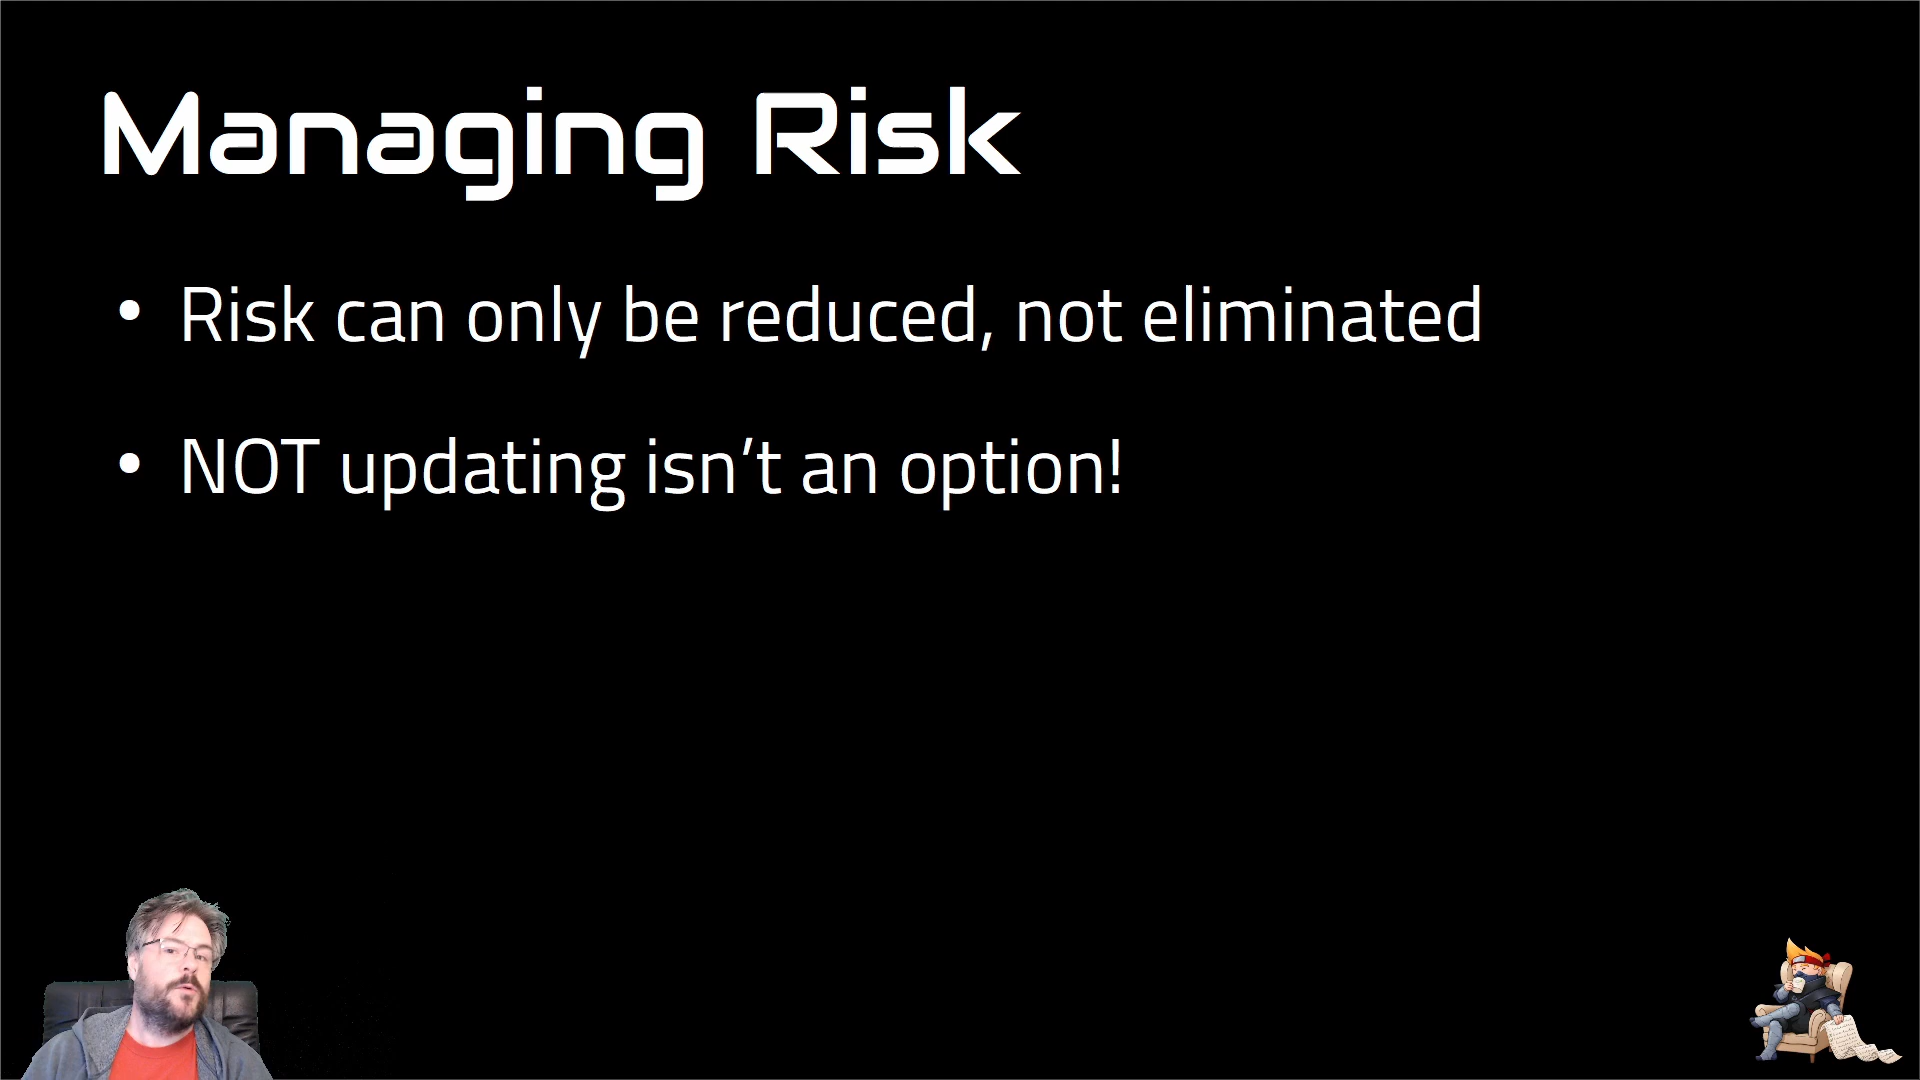 Managing Risk
• Risk can only be reduced, not eliminated
• NOT updating isn’t an option!